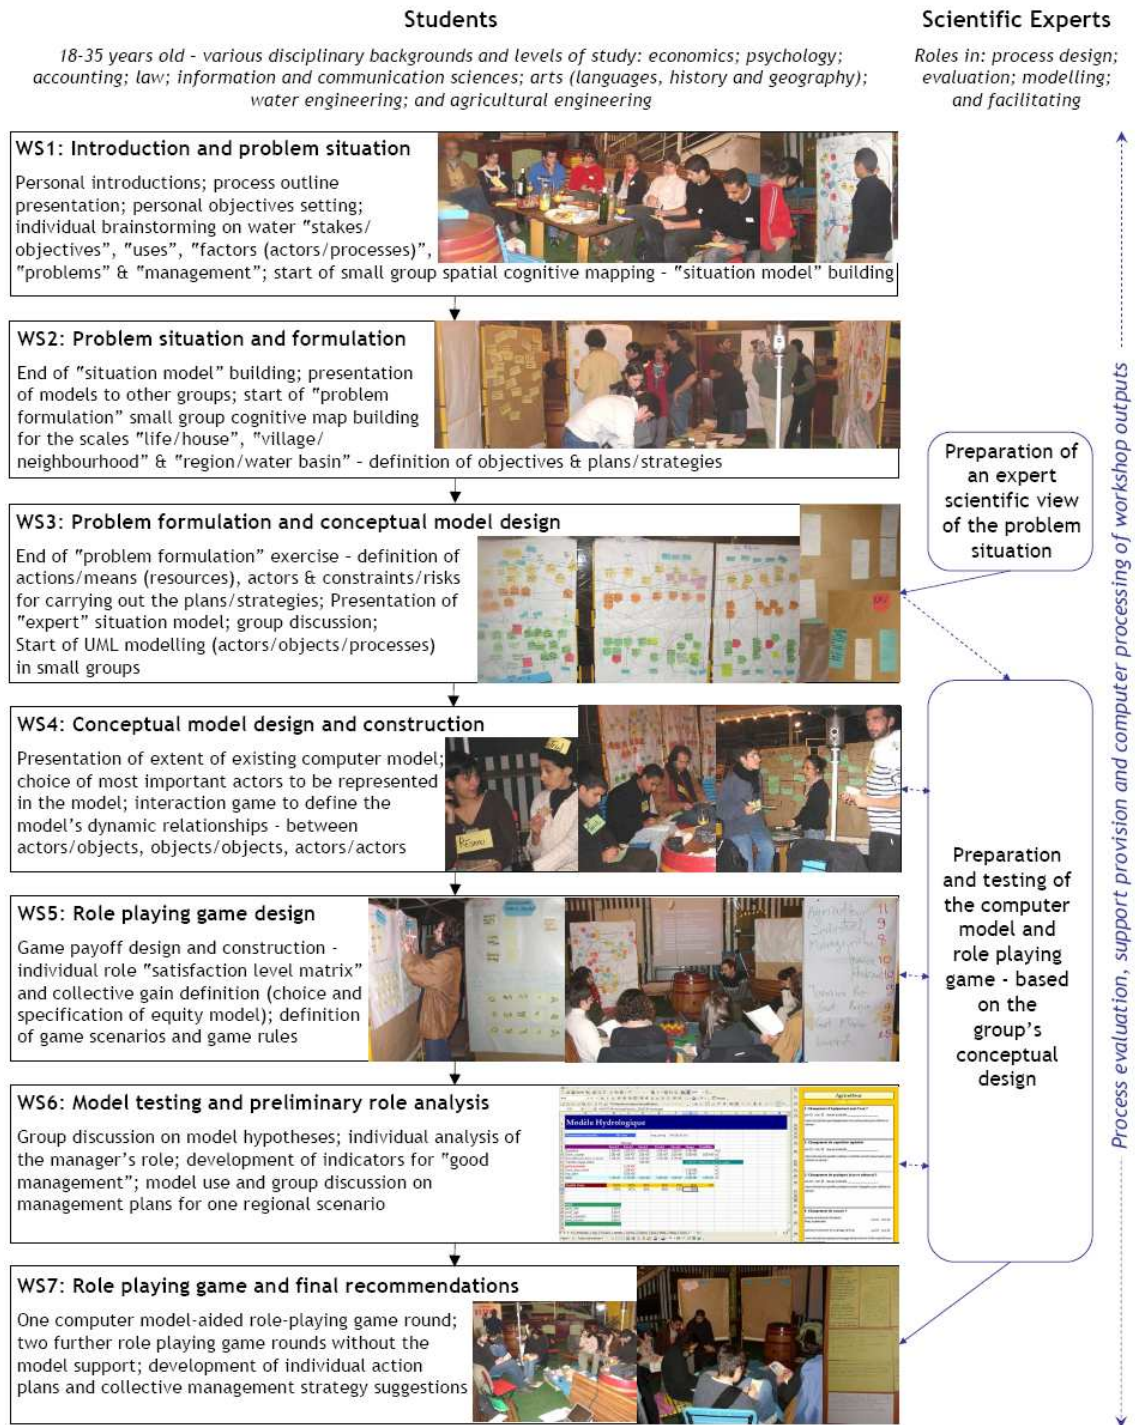 Students
18-35 years old - various disciplinary backgrounds and levels of study: economics; psychology;
accounting; law; information and communication sciences; arts (languages, history and geography);
water engineering; and agricultural engineering
Scientific Experts
Roles in: process design;
evaluation; modelling;
and facilitating
WS1: Introduction and problem situation
Personal introductions; process outline
presentation; personal objectives setting;
individual brainstorming on water "stakes/
objectives", "uses", "factors (actors/processes)",
"problems" & "management"; start of small group spatial cognitive mapping - "situation model" building
WS2: Problem situation and formulation
End of "situation model" building; presentation
of models to other groups; start of "problem
formulation" small group cognitive map building
for the scales "life/house", "village/
neighbourhood" & "region/water basin" - definition of objectives & plans/strategies
WS3: Problem formulation and conceptual model design
End of "problem formulation" exercise - definition of
actions/means (resources), actors & constraints/risks
for carrying out the plans/strategies; Presentation of
"expert" situation model; group discussion;
Start of UML modelling (actors/objects/processes)
in small groups
Preparation of
an expert
scientific view
of the problem
situation
WS4: Conceptual model design and construction
Presentation of extent of existing computer model;
choice of most important actors to be represented
in the model; interaction game to define the
model's dynamic relationships - between
actors/objects, objects/objects, actors/actors
WS5: Role playing game design
Game payoff design and construction -
individual role "satisfaction level matrix"
and collective gain definition (choice and
specification of equity model); definition
of game scenarios and game rules
Preparation
and testing of
the computer
model and
role playing
game - based
on the
group's
conceptual
design
WS6: Model testing and preliminary role analysis
Group discussion on model hypotheses; individual analysis of
the manager's role; development of indicators for "good
management"; model use and group discussion on
management plans for one regional scenario
Modèle Hydrologique
Agriculteur
WS7: Role playing game and final recommendations
One computer model-aided role-playing game round;
two further role playing game rounds without the
model support; development of individual action
plans and collective management strategy suggestions
Process evaluation, support provision and computer processing of workshop outputs